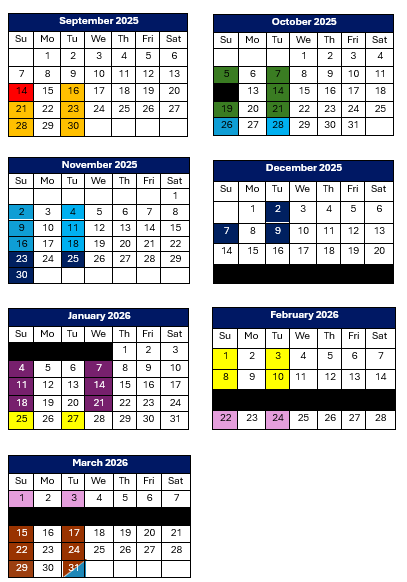 September 2025
Su Mo Tu We Th Fri Sat
1 2 3 4 5 6
7 8 9 10 11 12 13
14 15 16 17 18 19 20
21 22 23 24 25 26 27
28 29 30
October 2025
Su Mo Tu We Th Fri Sat
1 2 3 4
5 6 7 8 9 10 11
13 14 15 16 17 18
19 20 21 22 23 24 25
26 27 28 29 30 31
November 2025
Su Mo Tu We Th Fri Sat
1
2 3 4 5 6 7 8
9 10 11 12 13 14 15
16 17 18 19 20 21 22
23 24 25 26 27 28 29
30
December 2025
Su Mo Tu We Th Fri Sat
1 2 3 4 5 6
7 8 9 10 11 12 13
14 15 16 17 18 19 20
January 2026
Su Mo Tu We Th Fri Sat
1 2 3
4 5 6 7 8 9 10
11 12 13 14 15 16 17
18 19 20 21 22 23 24
25 26 27 28 29 30 31
February 2026
Su Mo Tu We Th Fri Sat
1 2 3 4 5 6 7
8 9 10 11 12 13 14
22 23 24 25 26 27 28
March 2026
Su Mo Tu We Th Fri Sat
1 2 3 4 5 6 7
15 16 17 18 19 20 21
22 23 24 25 26 27 28
29 30 31